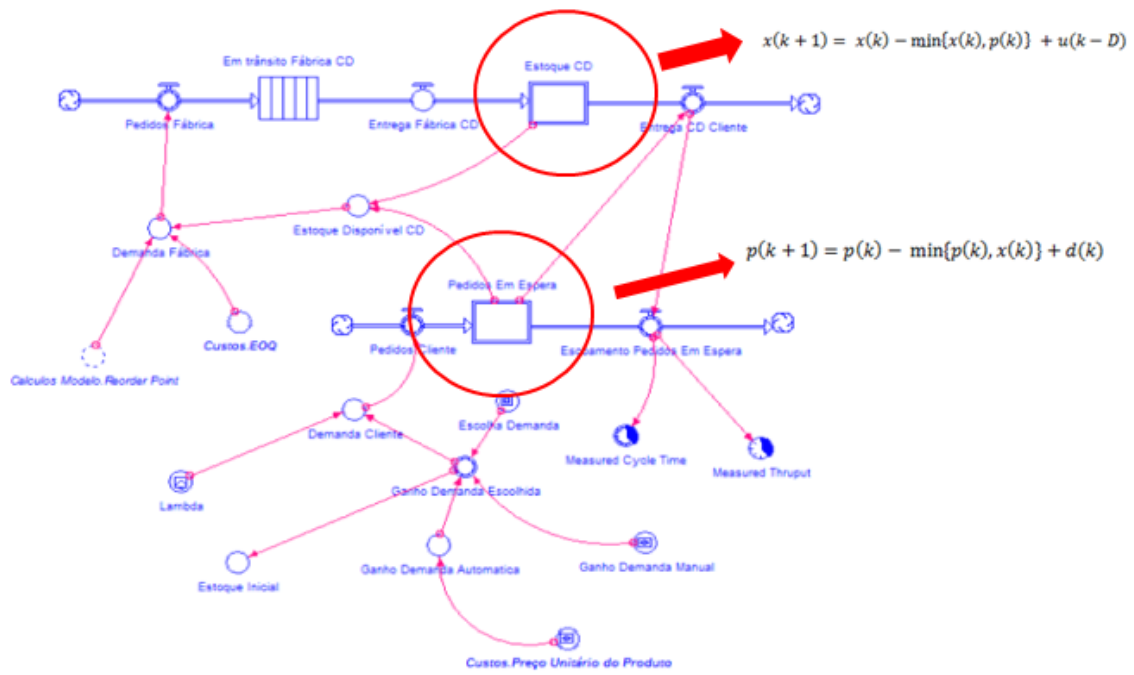 x(k + 1) = x(k) − min{x(k), p(k)} + u(k − D)
Em trânsito Fábrica CD
Estoque CD
Pedidos Fábrica
Entrega Fábrica CD
Entrega CD Cliente
Estoque Disponível CD
Demanda Fábrica
p(k + 1) = p(k) − min{p(k), x(k)} + d(k)
Pedidos Em Espera
Custos.EOQ
Pedidos Cliente
Escoamento Pedidos Em Espera
Calculos Modelo.Reorder Point
Demanda Cliente
Escolha Demanda
Measured Cycle Time
Measured Thruput
Lambda
Ganho Demanda Escolhida
Estoque Inicial
Ganho Demanda Automatica
Ganho Demanda Manual
Custos.Preço Unitário do Produto